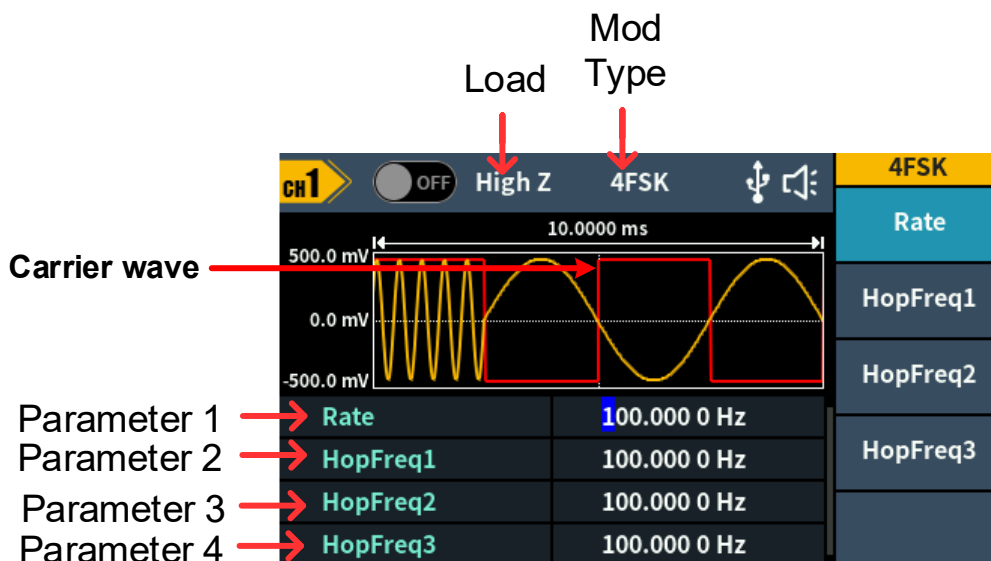 Mod
Type
Load
CH1 OFF High Z 4FSK 4FSK
Rate
10.0000 ms
500.0 mV
Carrier wave
HopFreq1
0.0 mV
HopFreq2
-500.0 mV
Parameter 1 Rate 100.000 0 Hz
Parameter 2 HopFreq1 100.000 0 Hz HopFreq3
Parameter 3 HopFreq2 100.000 0 Hz
Parameter 4 HopFreq3 100.000 0 Hz